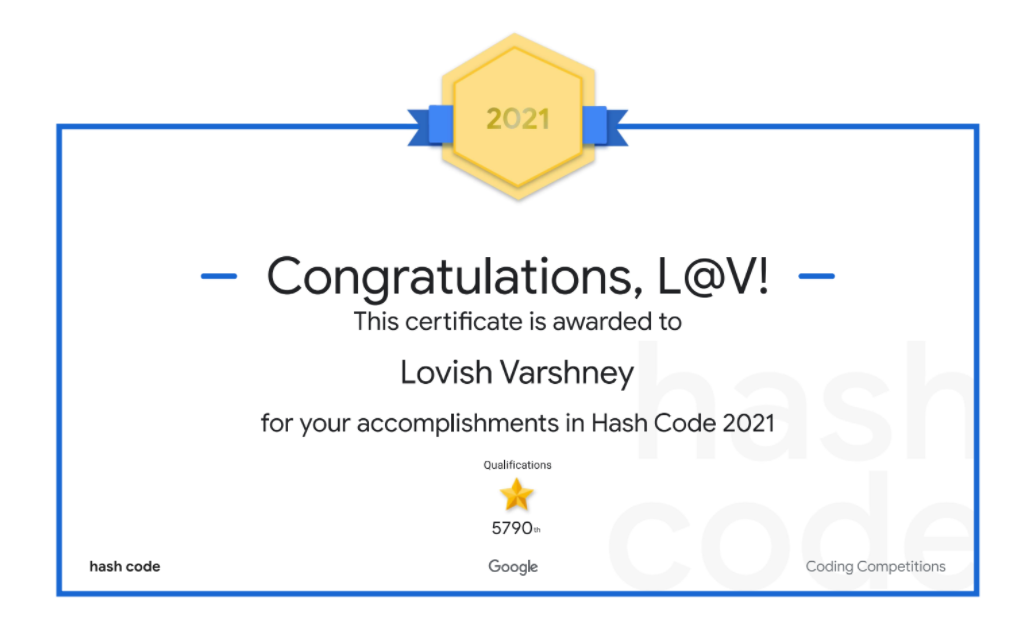 2021
Congratulations, L@V!
This certificate is awarded to
Lovish Varshney
for your accomplishments in Hash Code 2021
Qualifications
5790th
hash code
Google
Coding Competitions
hash
code